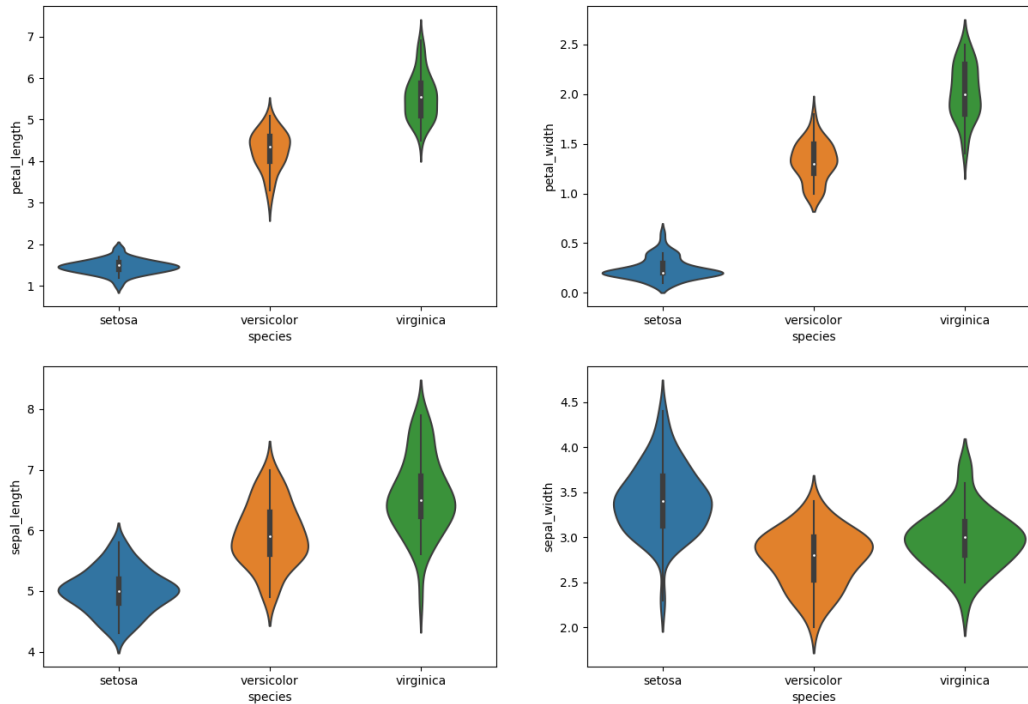 petal_length
7
6
5
4
3
2
1
setosa versicolor virginica
species
petal_width
2.5
2.0
1.5
1.0
0.5
0.0
setosa versicolor virginica
species
sepal_length
8
7
6
5
4
setosa versicolor virginica
species
sepal_width
4.5
4.0
3.5
3.0
2.5
2.0
setosa versicolor virginica
species